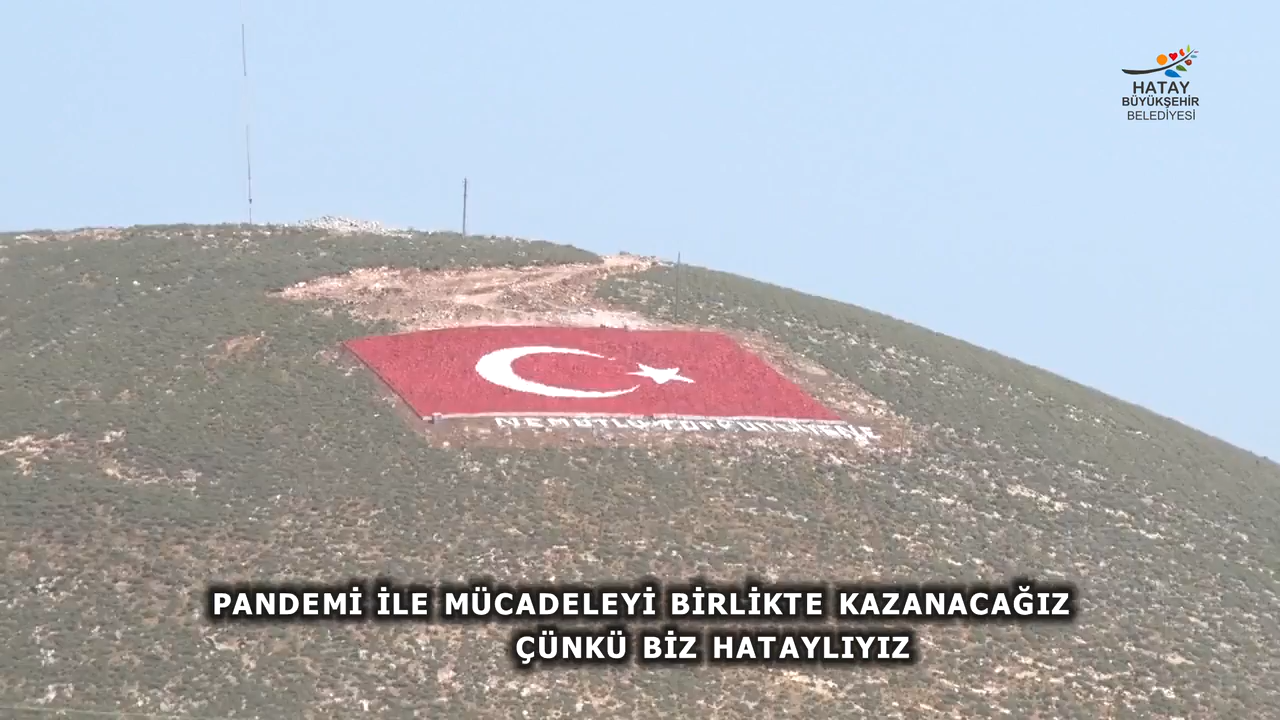 HATAY
BÜYÜKŞEHİR
BELEDİYESİ
PANDEMİ İLE MÜCADELEYİ BİRLİKTE KAZANACAĞIZ
ÇÜNKÜ BİZ HATAYLIYIZ